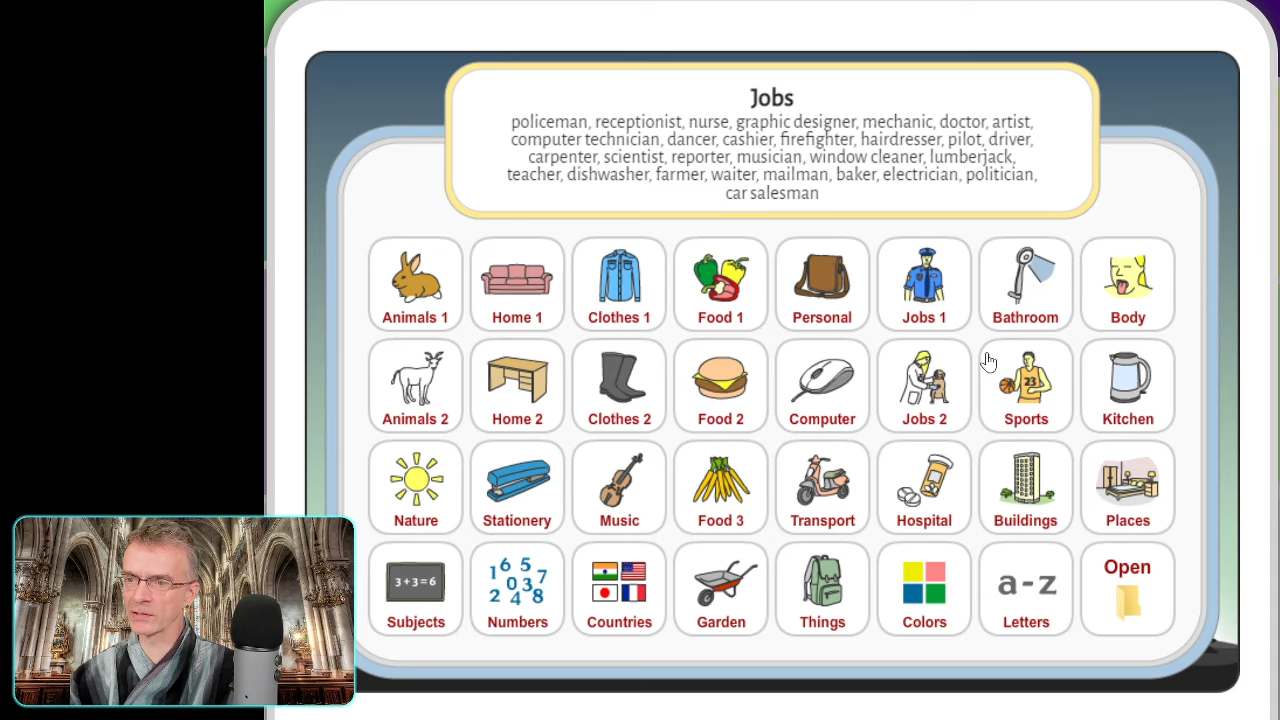 Jobs
policeman, receptionist, nurse, graphic designer, mechanic, doctor, artist,
computer technician, dancer, cashier, firefighter, hairdresser, pilot, driver,
carpenter, scientist, reporter, musician, window cleaner, lumberjack,
teacher, dishwasher, farmer, waiter, mailman, baker, electrician, politician,
car salesman
Animals 1
Home 1
Clothes 1
Food 1
Personal
Jobs 1
Bathroom
Body
23
Animals 2
Home 2
Clothes 2
Food 2
Computer
Jobs 2
Sports
Kitchen
Nature
Stationery
Music
Food 3
Transport
Hospital
Buildings
Places
3+3=6
1 6 5 7 0 3 2 4 8
a-z
Open
Subjects
Numbers
Countries
Garden
Things
Colors
Letters